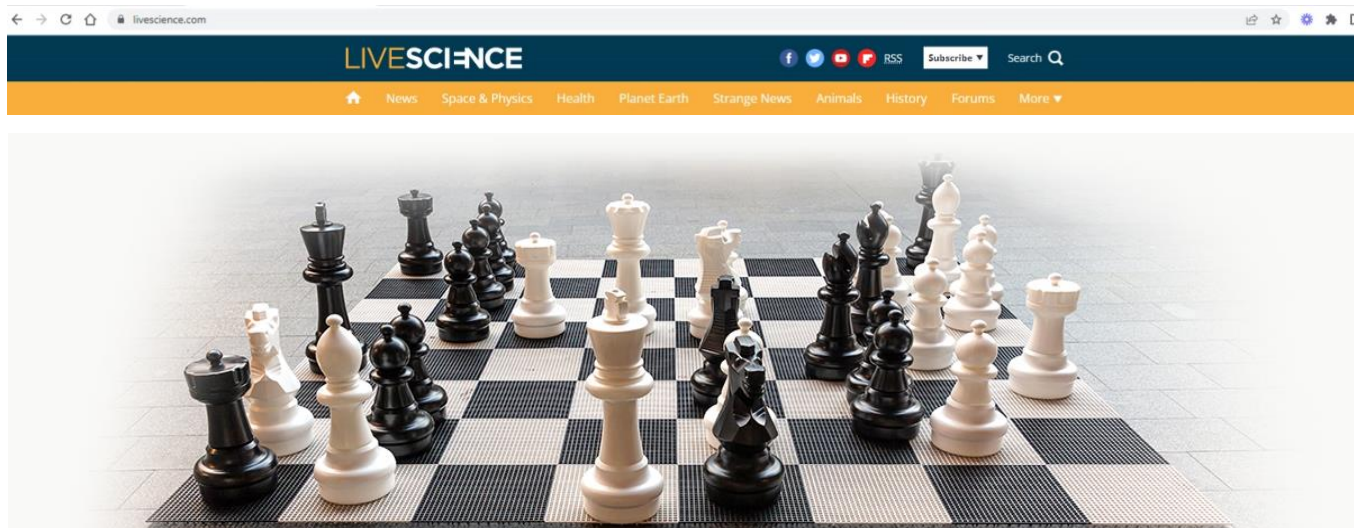 livescience.com
LIVESCIENCE
f
RSS
Subscribe ▼
Search
News Space & Physics Health Planet Earth Strange News Animals History Forums More ▼